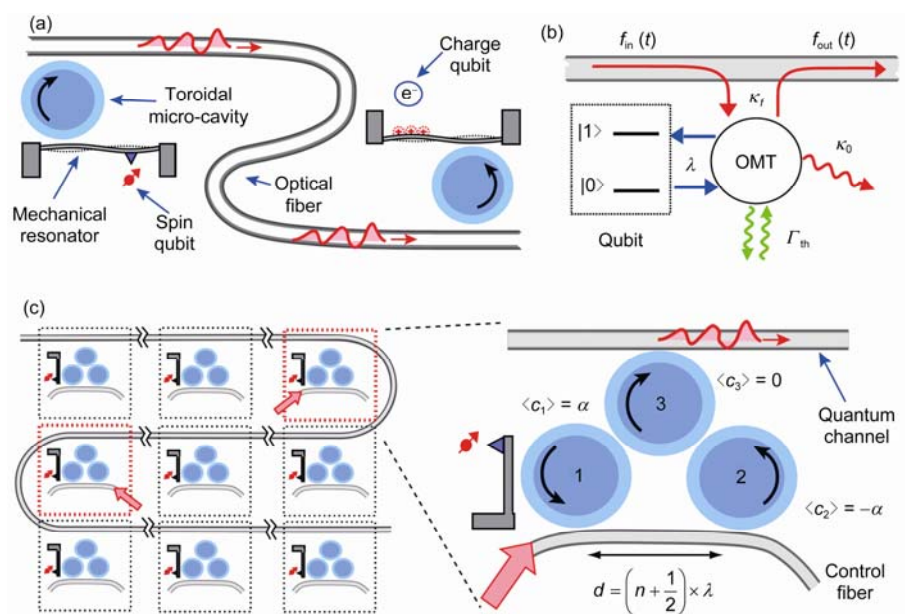 (a)
Charge
qubit
e⁻
Toroidal
micro-cavity
Mechanical
resonator
Spin
qubit
Optical
fiber
(b)
f_in (t)
f_out (t)
κ_f
|1>
λ
|0>
OMT
κ_0
Qubit
Γ_th
(c)
⟨c_3⟩ = 0
⟨c_1⟩ = α
3
Quantum
channel
1
2
⟨c_2⟩ = −α
d = (n + 1/2) × λ
Control
fiber